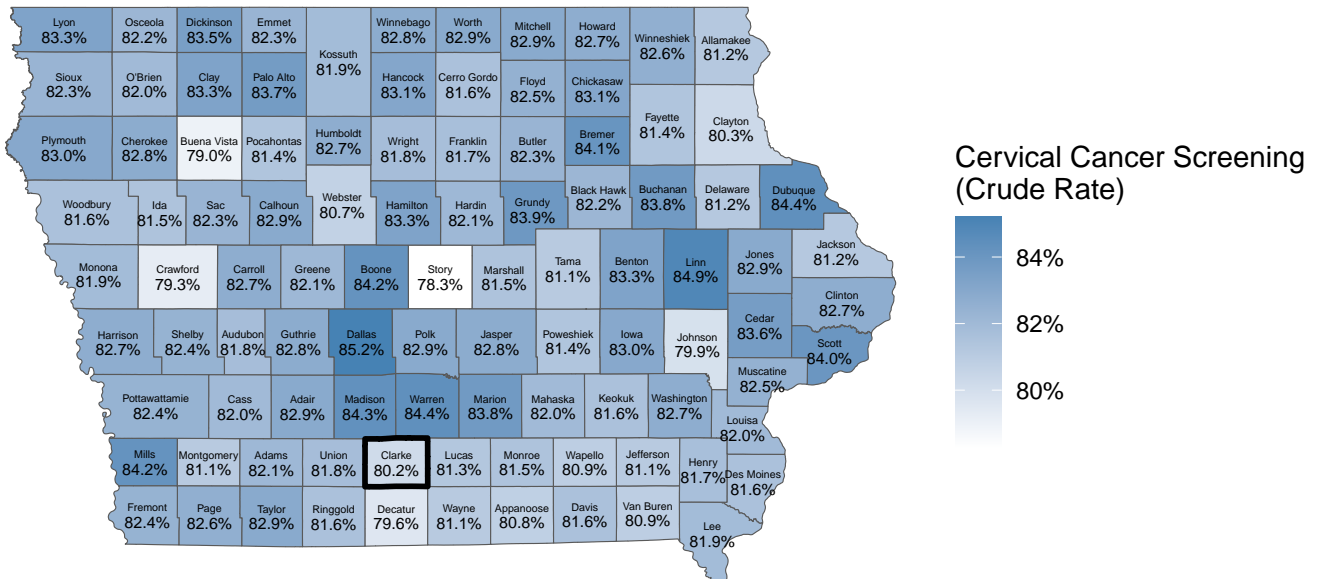 Lyon
83.3%
Osceola
82.2%
Dickinson
83.5%
Emmet
82.3%
Kossuth
81.9%
Winnebago
82.8%
Worth
82.9%
Mitchell
82.9%
Howard
82.7%
Winneshiek
82.6%
Allamakee
81.2%
Sioux
82.3%
O'Brien
82.0%
Clay
83.3%
Palo Alto
83.7%
Hancock
83.1%
Cerro Gordo
81.6%
Floyd
82.5%
Chickasaw
83.1%
Fayette
81.4%
Clayton
80.3%
Plymouth
83.0%
Cherokee
82.8%
Buena Vista
79.0%
Pocahontas
81.4%
Humboldt
82.7%
Wright
81.8%
Franklin
81.7%
Butler
82.3%
Bremer
84.1%
Woodbury
81.6%
Ida
81.5%
Sac
82.3%
Calhoun
82.9%
Webster
80.7%
Hamilton
83.3%
Hardin
82.1%
Grundy
83.9%
Black Hawk
82.2%
Buchanan
83.8%
Delaware
81.2%
Dubuque
84.4%
Monona
81.9%
Crawford
79.3%
Carroll
82.7%
Greene
82.1%
Boone
84.2%
Story
78.3%
Marshall
81.5%
Tama
81.1%
Benton
83.3%
Linn
84.9%
Jones
82.9%
Jackson
81.2%
Clinton
82.7%
Harrison
82.7%
Shelby
82.4%
Audubon
81.8%
Guthrie
82.8%
Dallas
85.2%
Polk
82.9%
Jasper
82.8%
Poweshiek
81.4%
Iowa
83.0%
Johnson
79.9%
Cedar
83.6%
Scott
84.0%
Muscatine
82.5%
Pottawattamie
82.4%
Cass
82.0%
Adair
82.9%
Madison
84.3%
Warren
84.4%
Marion
83.8%
Mahaska
82.0%
Keokuk
81.6%
Washington
82.7%
Louisa
82.0%
Mills
84.2%
Montgomery
81.1%
Adams
82.1%
Union
81.8%
Clarke
80.2%
Lucas
81.3%
Monroe
81.5%
Wapello
80.9%
Jefferson
81.1%
Henry
81.7%
Des Moines
81.6%
Fremont
82.4%
Page
82.6%
Taylor
82.9%
Ringgold
81.6%
Decatur
79.6%
Wayne
81.1%
Appanoose
80.8%
Davis
81.6%
Van Buren
80.9%
Lee
81.9%
Cervical Cancer Screening
(Crude Rate)
84%
82%
80%